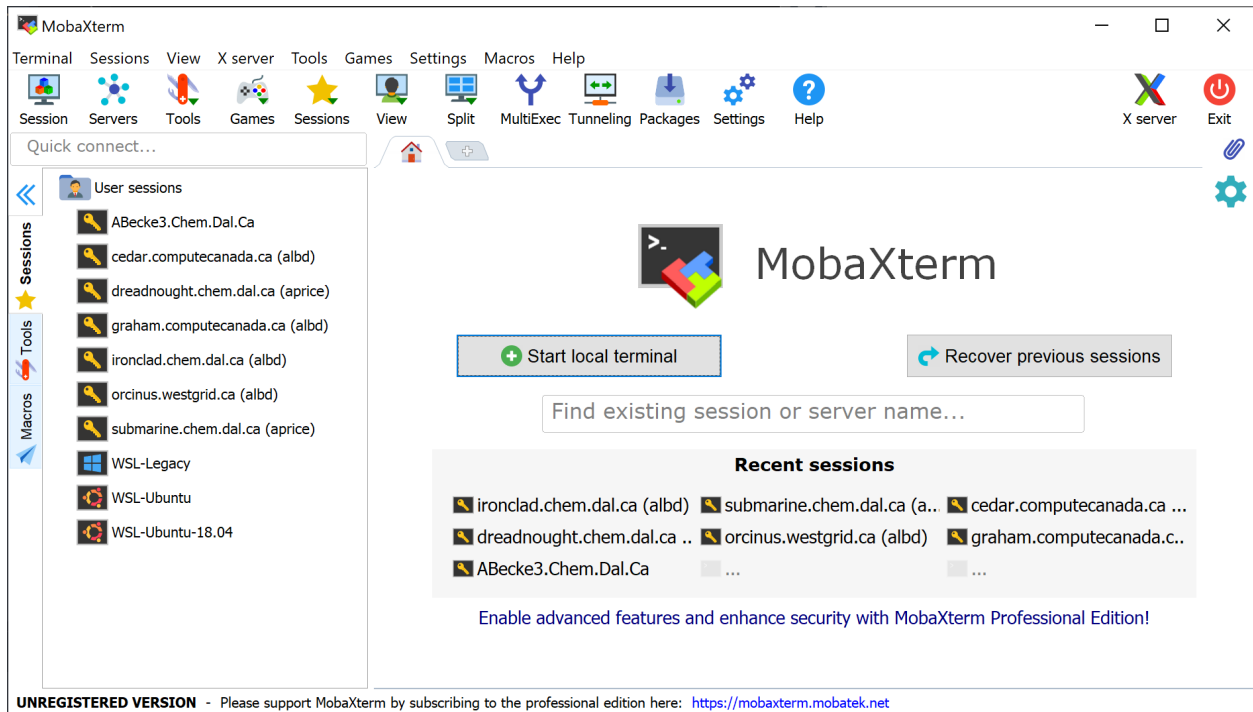 MobaXterm
Terminal Sessions View X server Tools Games Settings Macros Help
Session Servers Tools Games Sessions View Split MultiExec Tunneling Packages Settings Help X server Exit
Quick connect...
Sessions
Tools
Macros
User sessions
ABecke3.Chem.Dal.Ca
cedar.computecanada.ca (albd)
dreadnought.chem.dal.ca (aprice)
graham.computecanada.ca (albd)
ironclad.chem.dal.ca (albd)
orcinus.westgrid.ca (albd)
submarine.chem.dal.ca (aprice)
WSL-Legacy
WSL-Ubuntu
WSL-Ubuntu-18.04
>_
MobaXterm
Start local terminal Recover previous sessions
Find existing session or server name...
Recent sessions
ironclad.chem.dal.ca (albd) submarine.chem.dal.ca (a... cedar.computecanada.ca ...
dreadnought.chem.dal.ca .. orcinus.westgrid.ca (albd) graham.computecanada.c..
ABecke3.Chem.Dal.Ca ... ...
Enable advanced features and enhance security with MobaXterm Professional Edition!
UNREGISTERED VERSION - Please support MobaXterm by subscribing to the professional edition here: https://mobaxterm.mobatek.net